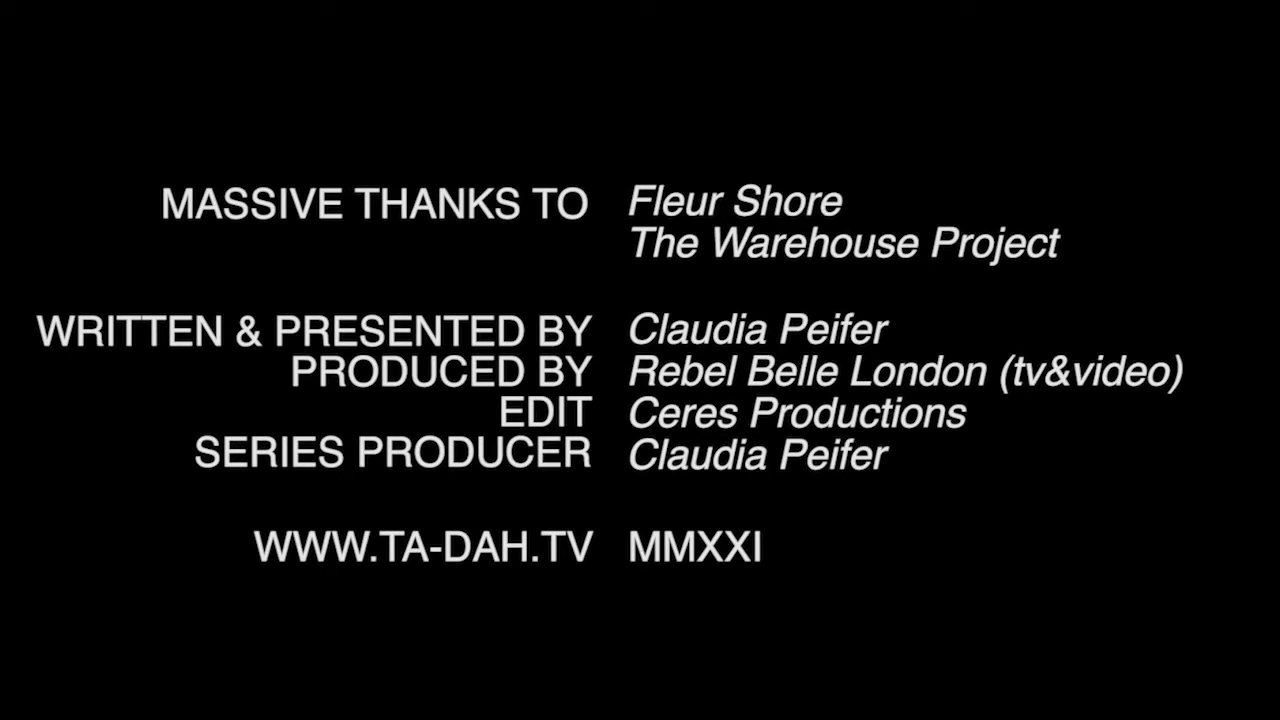 MASSIVE THANKS TO Fleur Shore
The Warehouse Project
WRITTEN & PRESENTED BY Claudia Peifer
PRODUCED BY Rebel Belle London (tv&video)
EDIT Ceres Productions
SERIES PRODUCER Claudia Peifer
WWW.TA-DAH.TV MMXXI